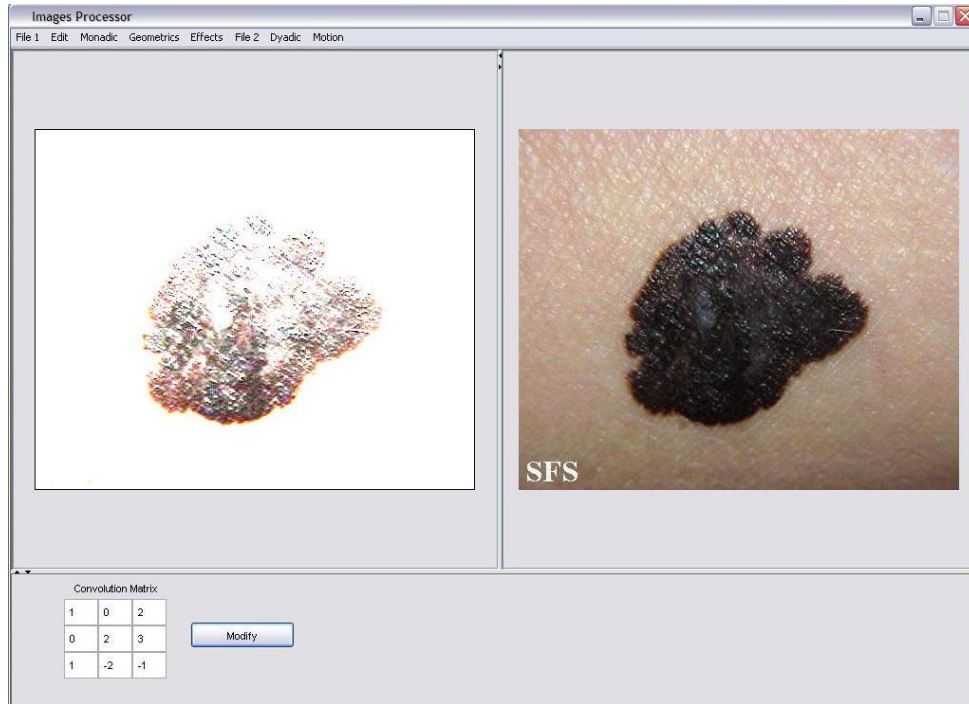 Images Processor
File 1 Edit Monadic Geometrics Effects File 2 Dyadic Motion
SFS
Convolution Matrix
1 0 2
0 2 3
1 -2 -1
Modify